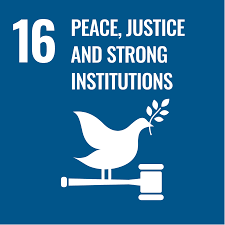 16 PEACE, JUSTICE
AND STRONG
INSTITUTIONS